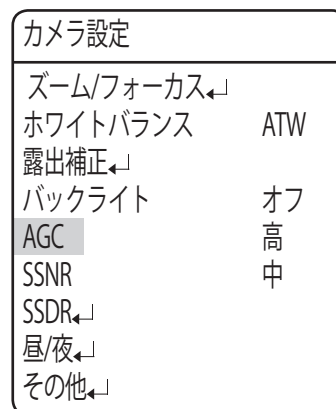 カメラ設定
ズーム/フォーカス↵
ホワイトバランス ATW
露出補正↵
バックライト オフ
AGC 高
SSNR 中
SSDR↵
昼/夜↵
その他↵